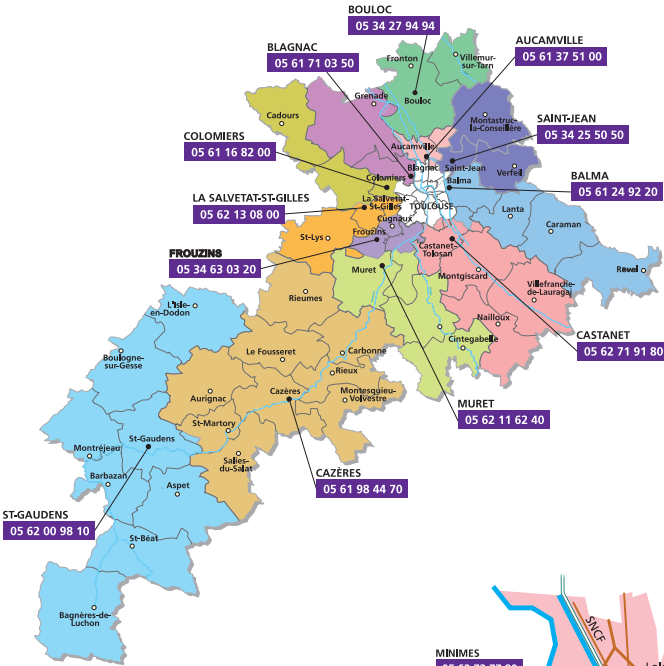 BOULOC
05 34 27 94 94
BLAGNAC
05 61 71 03 50
AUCAMVILLE
05 61 37 51 00
Fronton
Villemur-
sur-Tarn
Grenade
Bouloc
Cadours
Montastruc-
la-Conseillère
SAINT-JEAN
05 34 25 50 50
COLOMIERS
05 61 16 82 00
Aucamville
Blagnac
Saint-Jean
Verfeil
BALMA
05 61 24 92 20
Colomiers
Balma
LA SALVETAT-ST-GILLES
05 62 13 08 00
La Salvetat-
St-Gilles
TOULOUSE
Lanta
Cugnaux
Caraman
St-Lys
Frouzins
FROUZINS
05 34 63 03 20
Castanet-
Tolosan
Muret
Montgiscard
Revel
Villefranche-
de-Lauragai
Rieumes
L'Isle-
en-Dodon
Nailloux
Cintegabelle
CASTANET
05 62 71 91 80
Boulogne-
sur-Gesse
Le Fousseret
Carbonne
Rieux
Aurignac
Cazères
Montesquieu-
Volvestre
MURET
05 62 11 62 40
St-Martory
St-Gaudens
Montréjeau
Salies-
du-Salat
Barbazan
Aspet
CAZÈRES
05 61 98 44 70
ST-GAUDENS
05 62 00 98 10
St-Béat
Bagnères-de-
Luchon
SNCF
MINIMES